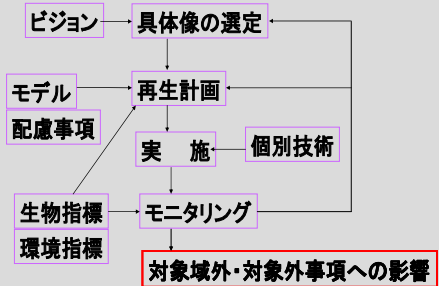 ビジョン
具体像の選定
モデル
再生計画
配慮事項
実 施
個別技術
生物指標
モニタリング
環境指標
対象域外・対象外事項への影響